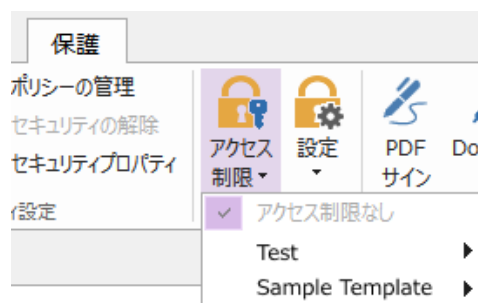 保護
ポリシーの管理
セキュリティの解除
セキュリティプロパティ
設定
アクセス
制限
設定
PDF
サイン
アクセス制限なし
Test
Sample Template